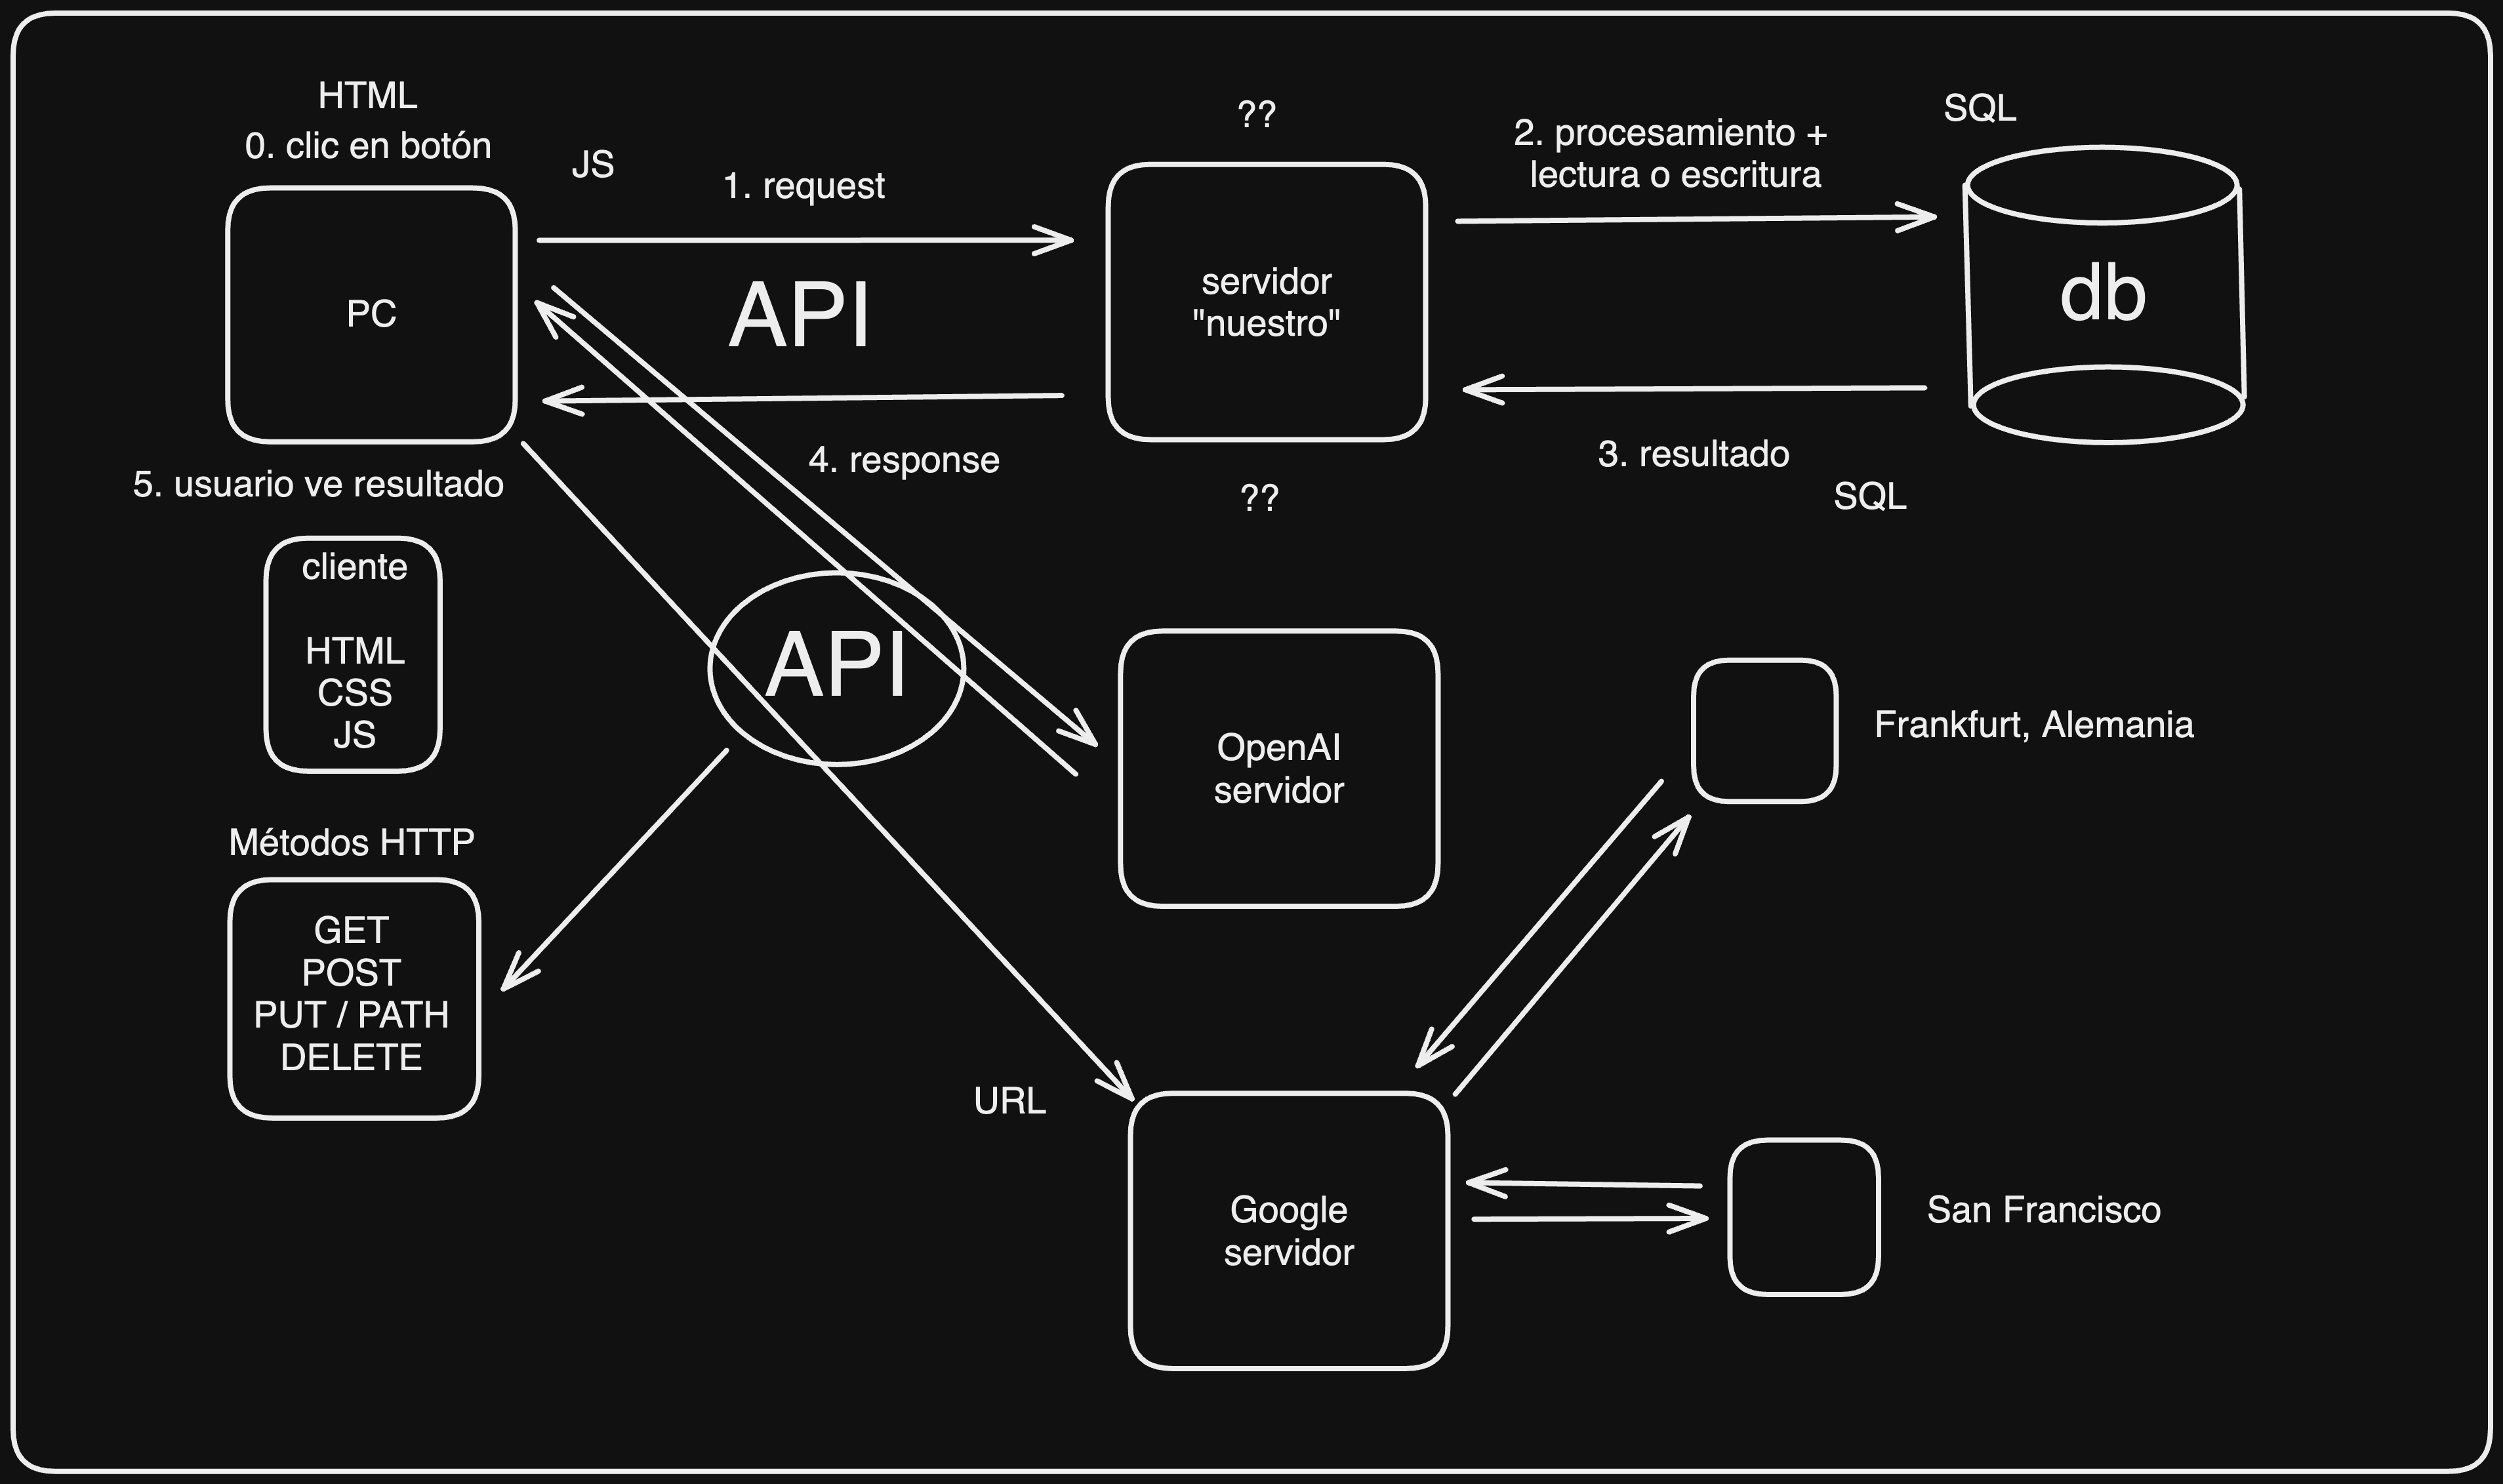 HTML
0. clic en botón
JS
1. request
??
2. procesamiento +
lectura o escritura
SQL
PC
API
servidor
"nuestro"
db
5. usuario ve resultado
4. response
??
3. resultado
SQL
cliente
HTML
CSS
JS
API
OpenAI
servidor
Frankfurt, Alemania
Métodos HTTP
GET
POST
PUT / PATH
DELETE
URL
Google
servidor
San Francisco